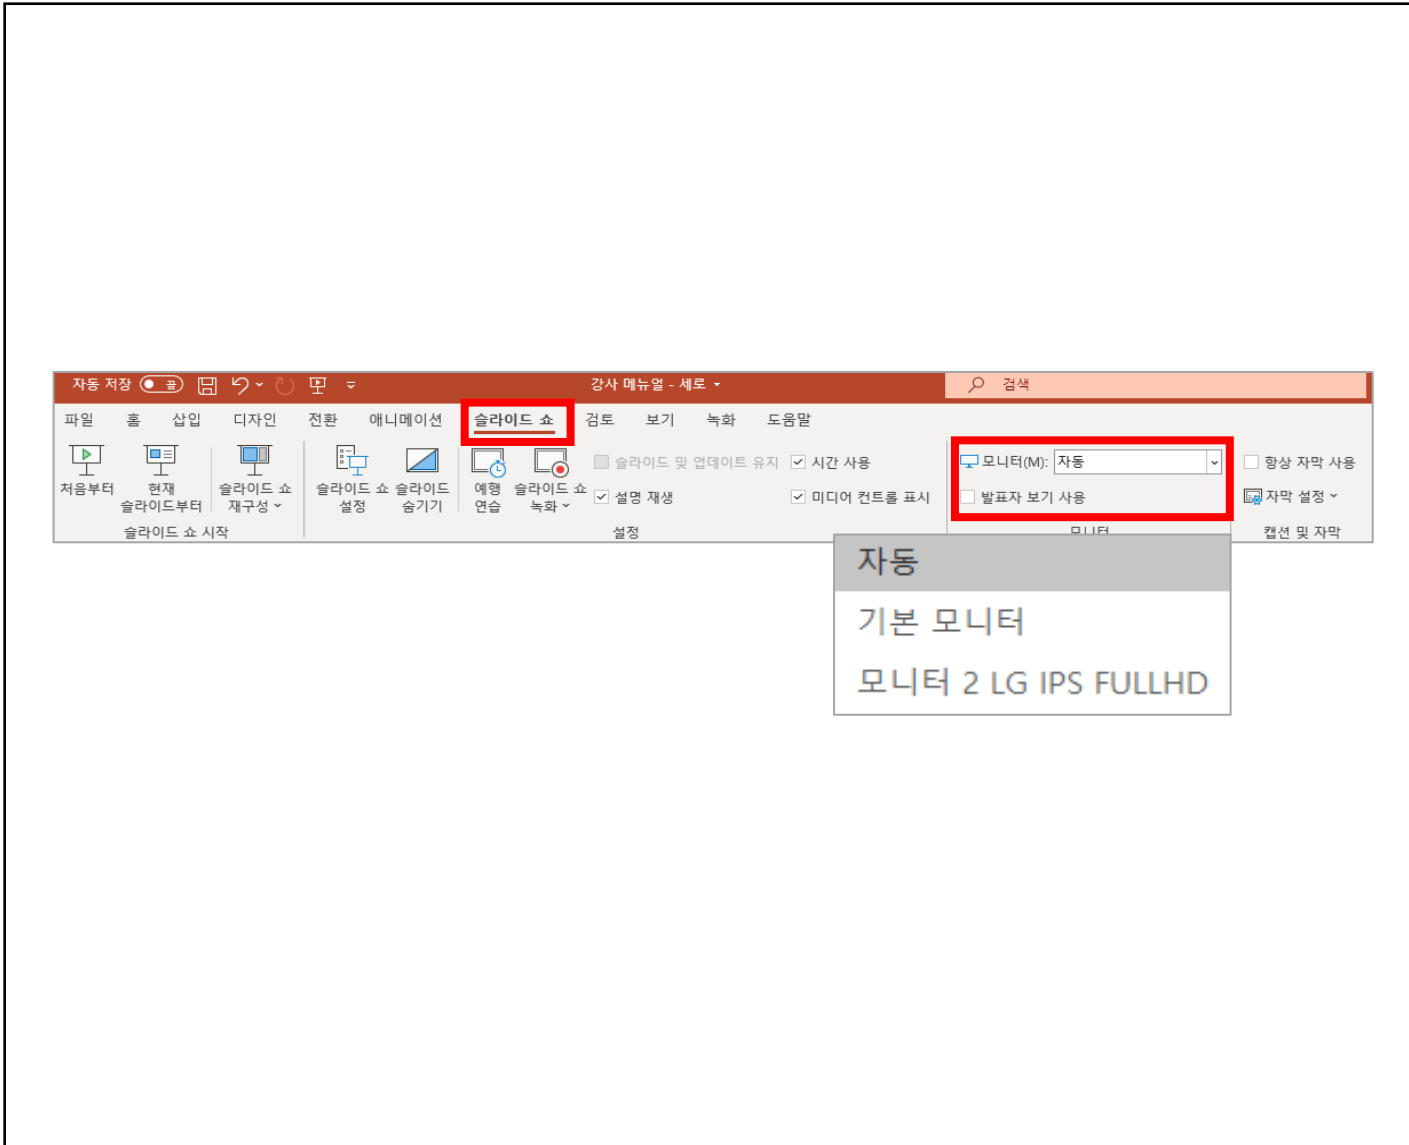 자동 저장 끔 강사 메뉴얼 - 세로 검색
파일 홈 삽입 디자인 전환 애니메이션 슬라이드 쇼 검토 보기 녹화 도움말
처음부터
현재
슬라이드부터
슬라이드 쇼
재구성
슬라이드 쇼 시작
슬라이드 쇼
설정
슬라이드
숨기기
예행
연습
슬라이드 쇼
녹화
슬라이드 및 업데이트 유지
시간 사용
설명 재생
미디어 컨트롤 표시
설정
모니터(M): 자동
발표자 보기 사용
모니터
항상 자막 사용
자막 설정
캡션 및 자막
자동
기본 모니터
모니터 2 LG IPS FULLHD